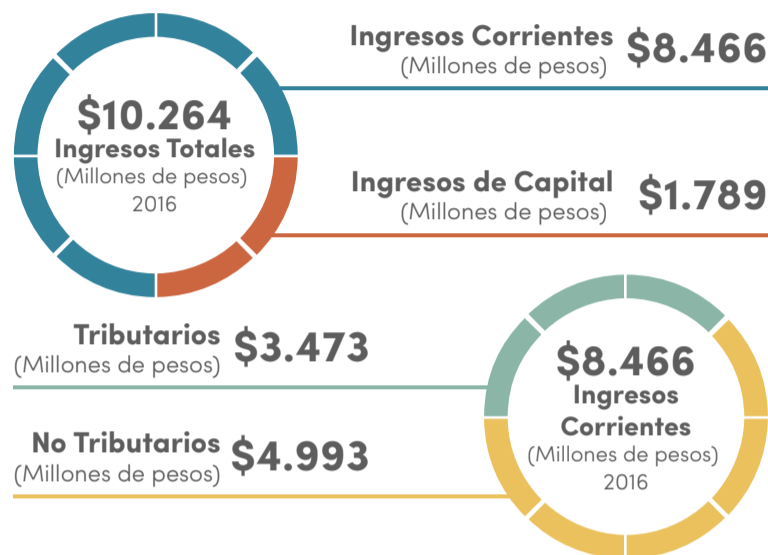 $10.264
Ingresos Totales
(Millones de pesos)
2016
Ingresos Corrientes $8.466
(Millones de pesos)
Ingresos de Capital $1.789
(Millones de pesos)
Tributarios $3.473
(Millones de pesos)
No Tributarios $4.993
(Millones de pesos)
$8.466
Ingresos
Corrientes
(Millones de pesos)
2016